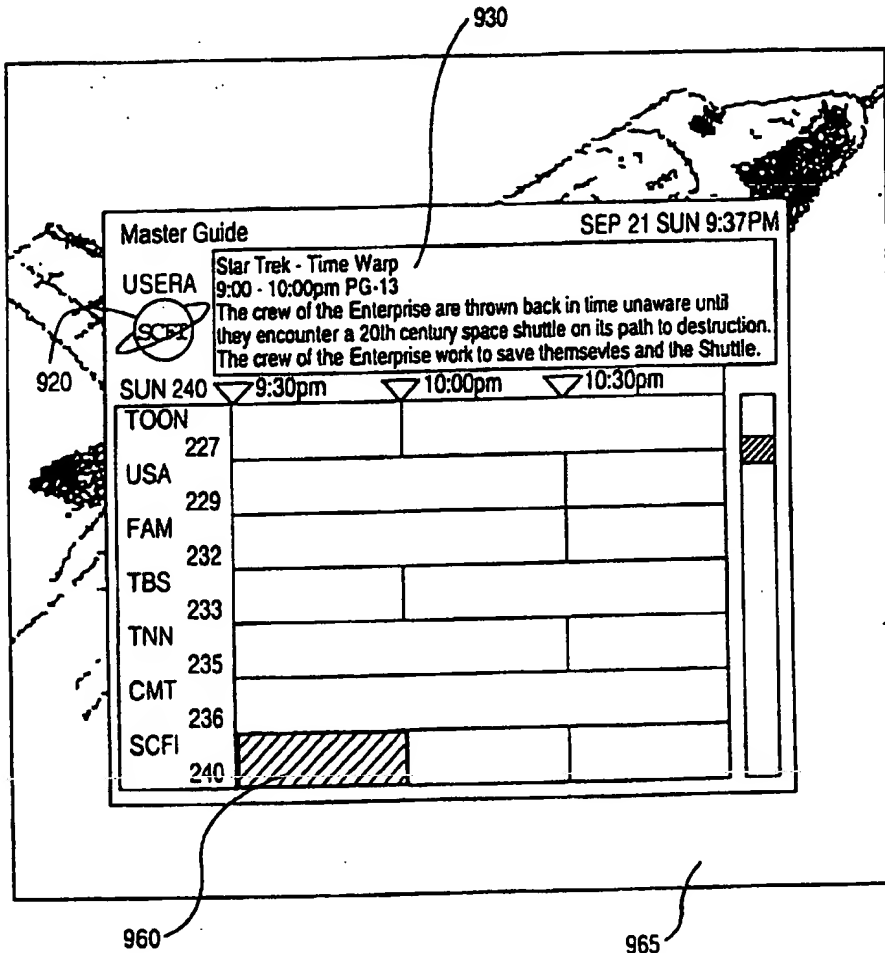 930
Master Guide SEP 21 SUN 9:37PM
USERA
Star Trek - Time Warp
9:00 - 10:00pm PG-13
The crew of the Enterprise are thrown back in time unaware until
they encounter a 20th century space shuttle on its path to destruction.
The crew of the Enterprise work to save themsevles and the Shuttle.
SCFI
920
SUN 240 9:30pm 10:00pm 10:30pm
TOON
227
USA
229
FAM
232
TBS
233
TNN
235
CMT
236
SCFI
240
960
965